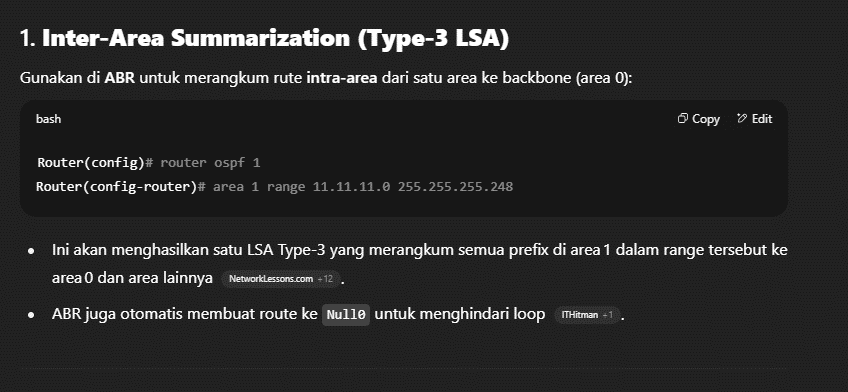 1. Inter-Area Summarization (Type-3 LSA)
Gunakan di ABR untuk merangkum rute intra-area dari satu area ke backbone (area 0):
bash
Copy
Edit
Router(config)# router ospf 1
Router(config-router)# area 1 range 11.11.11.0 255.255.255.248
• Ini akan menghasilkan satu LSA Type-3 yang merangkum semua prefix di area 1 dalam range tersebut ke
area 0 dan area lainnya NetworkLessons.com +12 .
• ABR juga otomatis membuat route ke Null0 untuk menghindari loop ITHitman +1 .